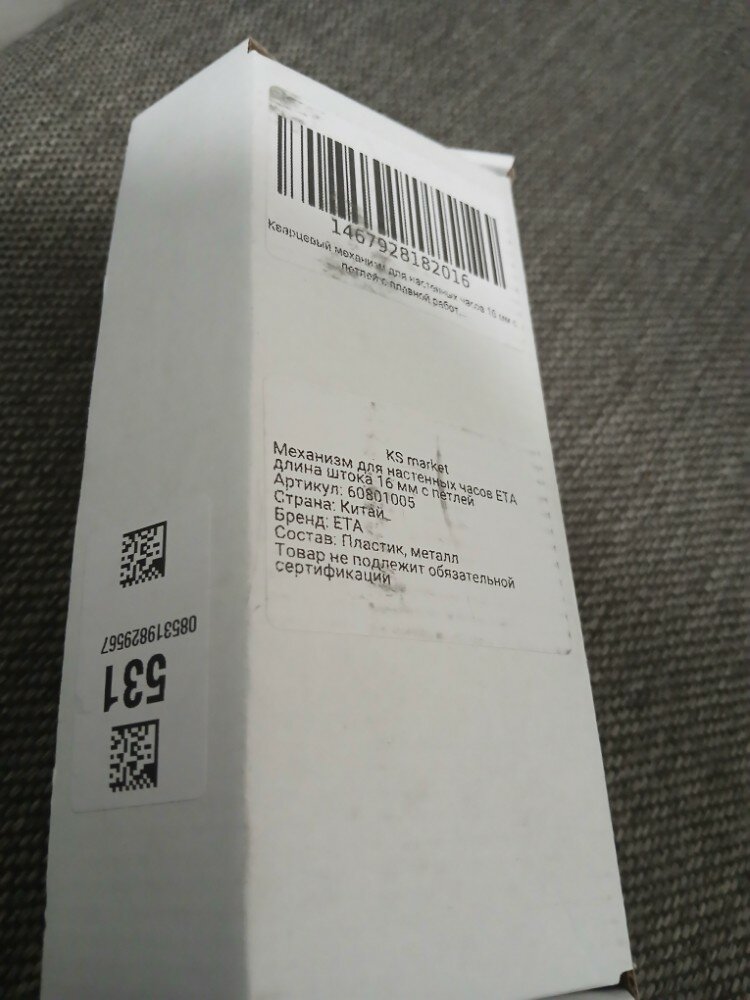 1467928182016
Кварцевый механизм для настенных часов 16 мм с
петлей с плавной работ...
KS market
Механизм для настенных часов ETA
длина штока 16 мм с петлей
Артикул: 60801005
Страна: Китай
Бренд: ETA
Состав: Пластик, металл
Товар не подлежит обязательной
сертификации
0853198295​67
531